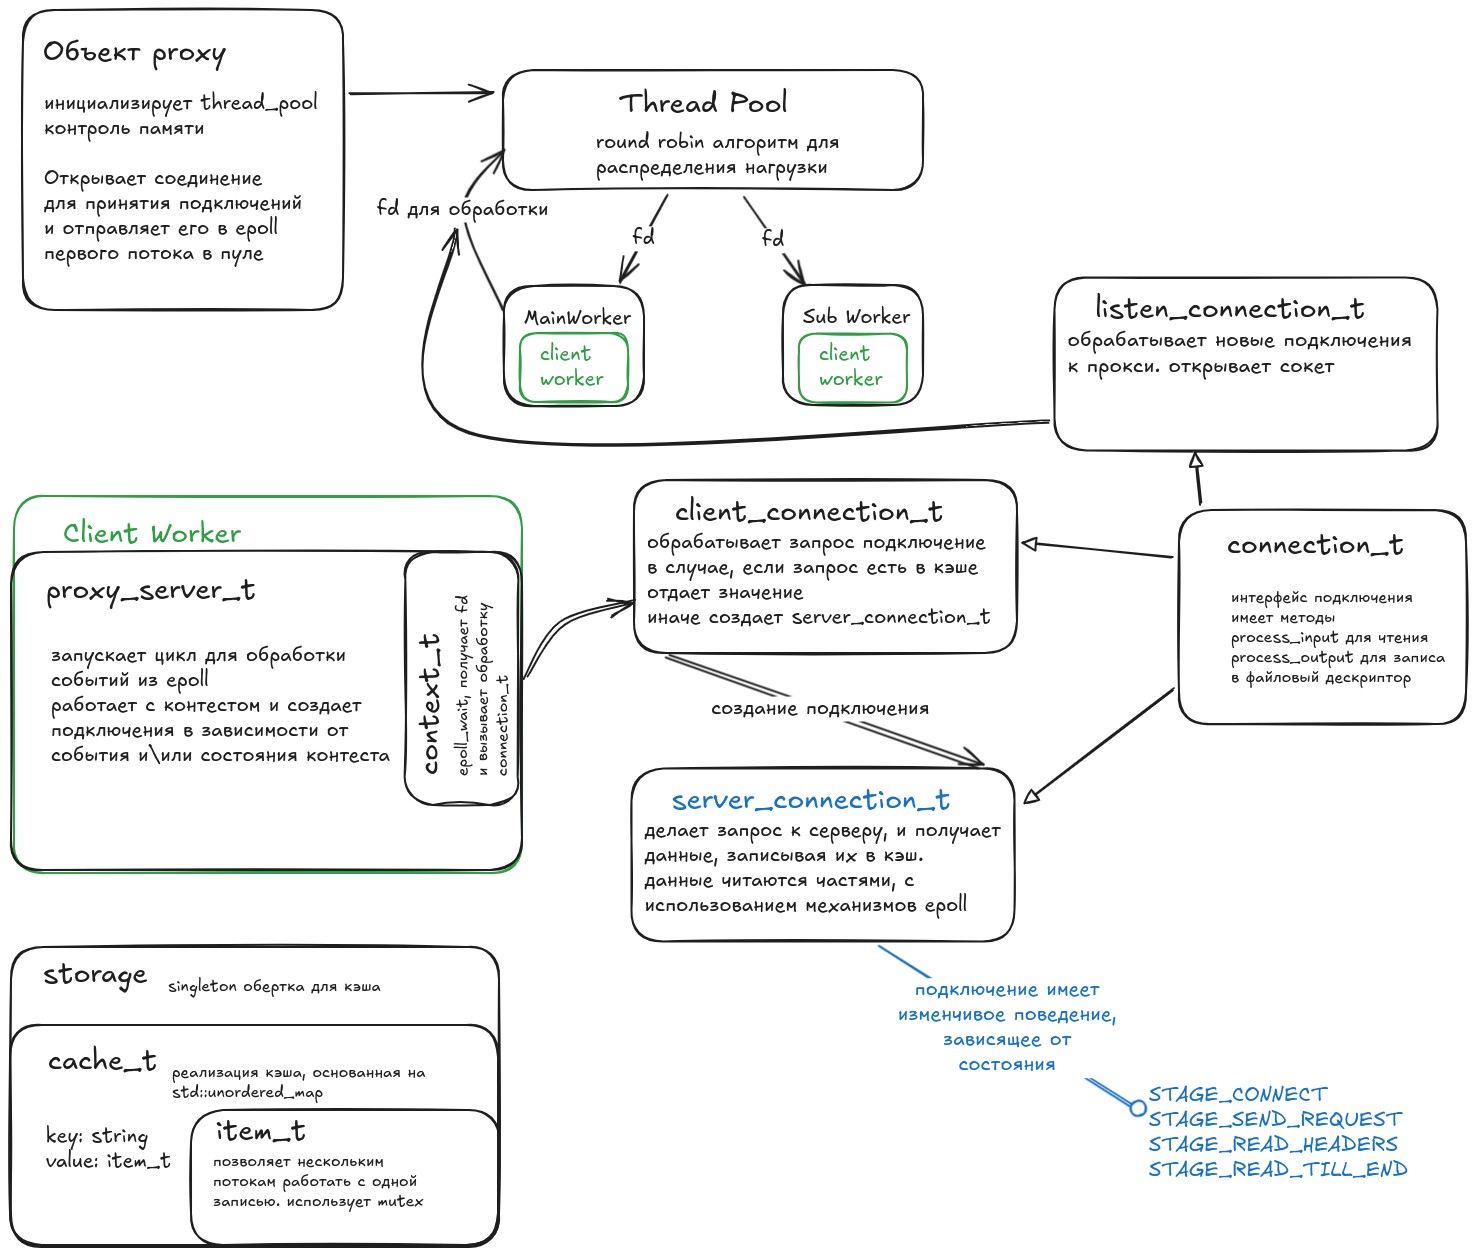 Объект proxy
инициализирует thread_pool
контроль памяти
Открывает соединение
для принятия подключений
и отправляет его в epoll
первого потока в пуле
Thread Pool
round robin алгоритм для
распределения нагрузки
fd для обработки
fd
fd
MainWorker
client
worker
Sub Worker
client
worker
listen_connection_t
обрабатывает новые подключения
к прокси. открывает сокет
Client Worker
proxy_server_t
запускает цикл для обработки
событий из epoll
работает с контестом и создает
подключения в зависимости от
события и\или состояния контеста
context_t
epoll_wait, получает fd
и вызывает обработку
connection_t
client_connection_t
обрабатывает запрос подключение
в случае, если запрос есть в кэше
отдает значение
иначе создает server_connection_t
connection_t
интерфейс подключения
имеет методы
process_input для чтения
process_output для записа
в файловый дескриптор
создание подключения
server_connection_t
делает запрос к серверу, и получает
данные, записывая их в кэш.
данные читаются частями, с
использованием механизмов epoll
подключение имеет
изменчивое поведение,
зависящее от
состояния
STAGE_CONNECT
STAGE_SEND_REQUEST
STAGE_READ_HEADERS
STAGE_READ_TILL_END
storage
singleton обертка для кэша
cache_t
реализация кэша, основанная на
std::unordered_map
key: string
value: item_t
item_t
позволяет нескольким
потокам работать с одной
записью. использует mutex